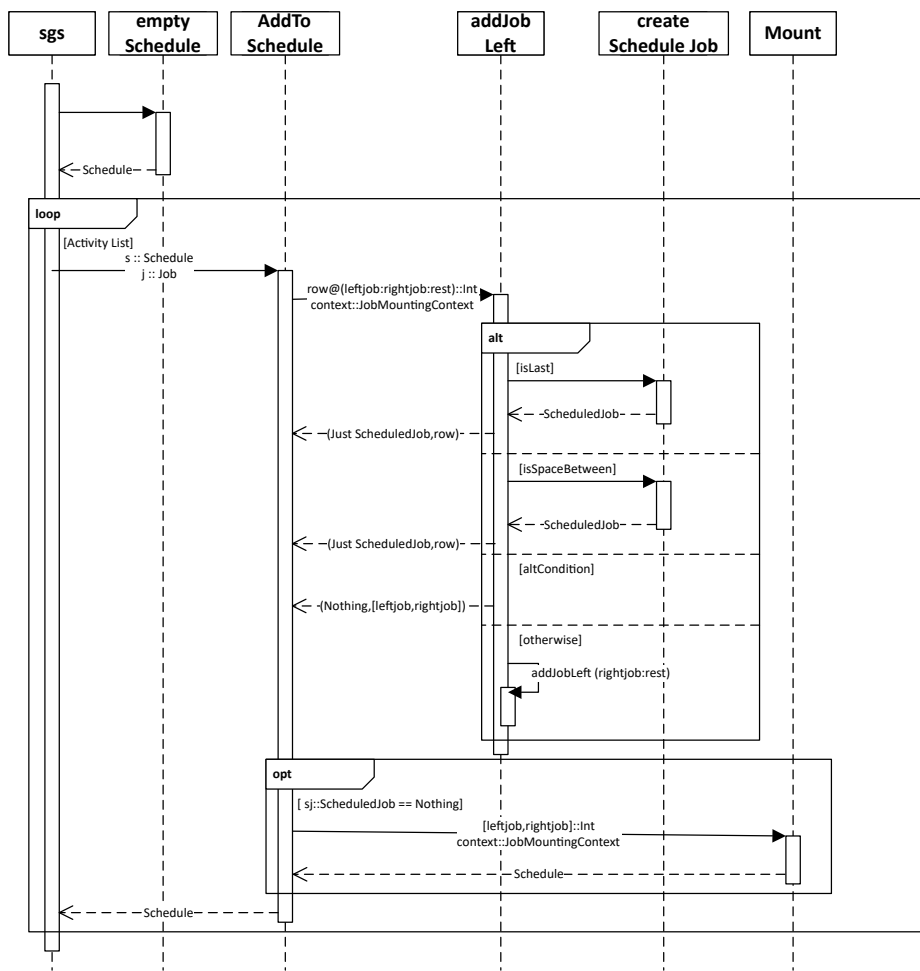 sgs
empty
Schedule
AddTo
Schedule
addJob
Left
create
Schedule Job
Mount
Schedule
loop
[Activity List]
s :: Schedule
j :: Job
row@(leftjob:rightjob:rest)::Int
context::JobMountingContext
alt
[isLast]
ScheduledJob
(Just ScheduledJob,row)
[isSpaceBetween]
ScheduledJob
(Just ScheduledJob,row)
[altCondition]
(Nothing,[leftjob,rightjob])
[otherwise]
addJobLeft (rightjob:rest)
opt
[ sj::ScheduledJob == Nothing]
[leftjob,rightjob]::Int
context::JobMountingContext
Schedule
Schedule